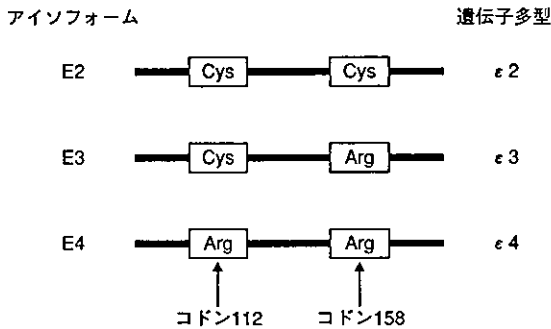 アイソフォーム 遺伝子多型
E2 Cys Cys ε2
E3 Cys Arg ε3
E4 Arg Arg ε4
コドン112 コドン158